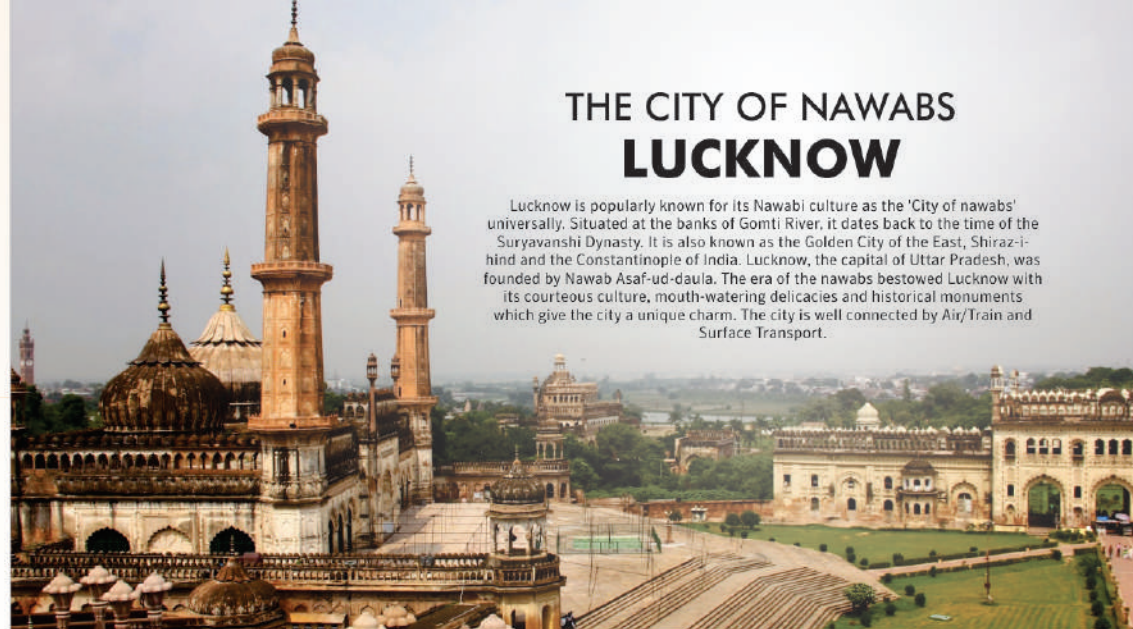 THE CITY OF NAWABS
LUCKNOW
Lucknow is popularly known for its Nawabi culture as the 'City of nawabs'
universally. Situated at the banks of Gomti River, it dates back to the time of the
Suryavanshi Dynasty. It is also known as the Golden City of the East, Shiraz-i-
hind and the Constantinople of India. Lucknow, the capital of Uttar Pradesh, was
founded by Nawab Asaf-ud-daula. The era of the nawabs bestowed Lucknow with
its courteous culture, mouth-watering delicacies and historical monuments
which give the city a unique charm. The city is well connected by Air/Train and
Surface Transport.